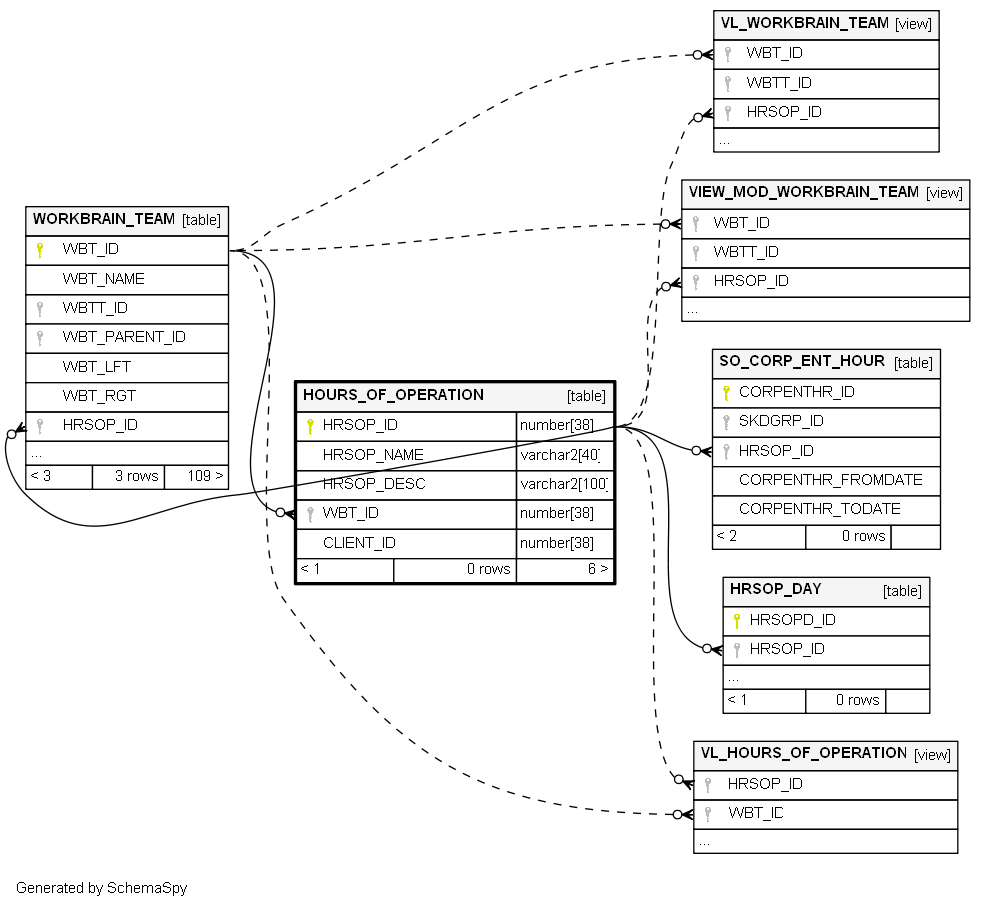 VL_WORKBRAIN_TEAM [view]
WBT_ID
WBTT_ID
HRSOP_ID
...
VIEW_MOD_WORKBRAIN_TEAM [view]
WBT_ID
WBTT_ID
HRSOP_ID
...
WORKBRAIN_TEAM [table]
WBT_ID
WBT_NAME
WBTT_ID
WBT_PARENT_ID
WBT_LFT
WBT_RGT
HRSOP_ID
...
< 3 3 rows 109 >
HOURS_OF_OPERATION [table]
HRSOP_ID number[38]
HRSOP_NAME varchar2[40]
HRSOP_DESC varchar2[100]
WBT_ID number[38]
CLIENT_ID number[38]
< 1 0 rows 6 >
SO_CORP_ENT_HOUR [table]
CORPENTHR_ID
SKDGRP_ID
HRSOP_ID
CORPENTHR_FROMDATE
CORPENTHR_TODATE
< 2 0 rows
HRSOP_DAY [table]
HRSOPD_ID
HRSOP_ID
...
< 1 0 rows
VL_HOURS_OF_OPERATION [view]
HRSOP_ID
WBT_ID
...
Generated by SchemaSpy